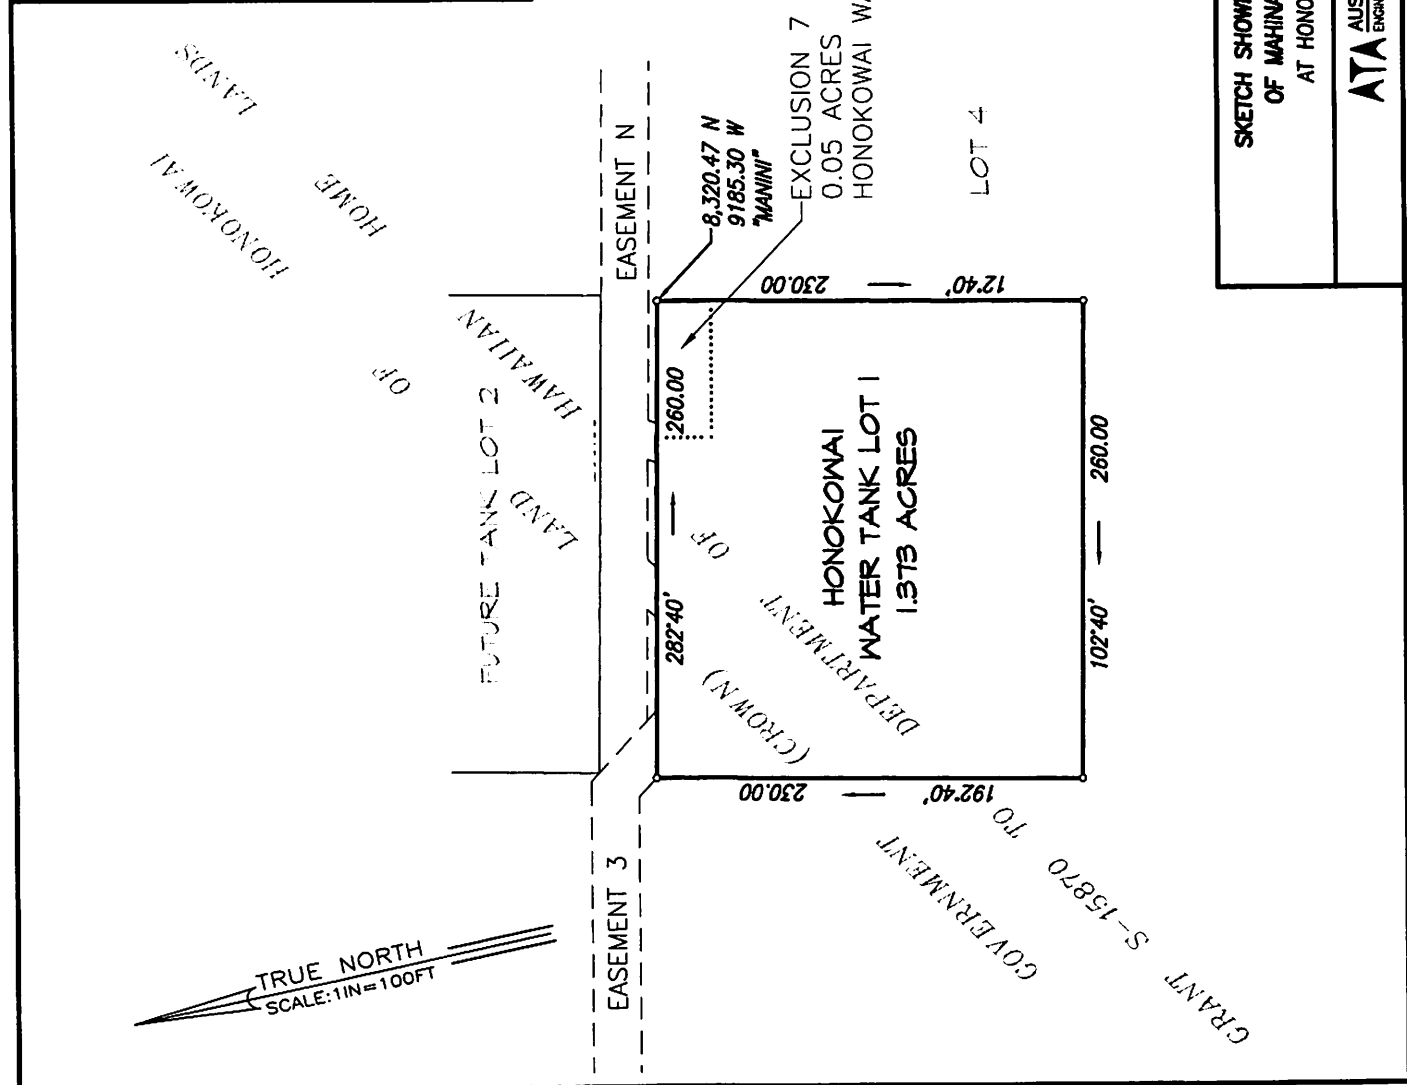 HONOKOWAI
LANDS
HOME
OF
HAWAIIAN
LAND
FUTURE TANK LOT 2
EASEMENT N
8,320.47 N
9185.30 W
"MANINI"
EXCLUSION 7
0.05 ACRES
HONOKOWAI
LOT 4
282°40'
260.00
230.00
12°40'
HONOKOWAI
WATER TANK LOT 1
1.373 ACRES
OF
DEPARTMENT
(CROWN)
102°40'
260.00
192°40'
230.00
EASEMENT 3
TO
GOVERNMENT
GRANT S-15870
TRUE NORTH
SCALE:1IN=100FT
SKETCH
OF
AT
ATA